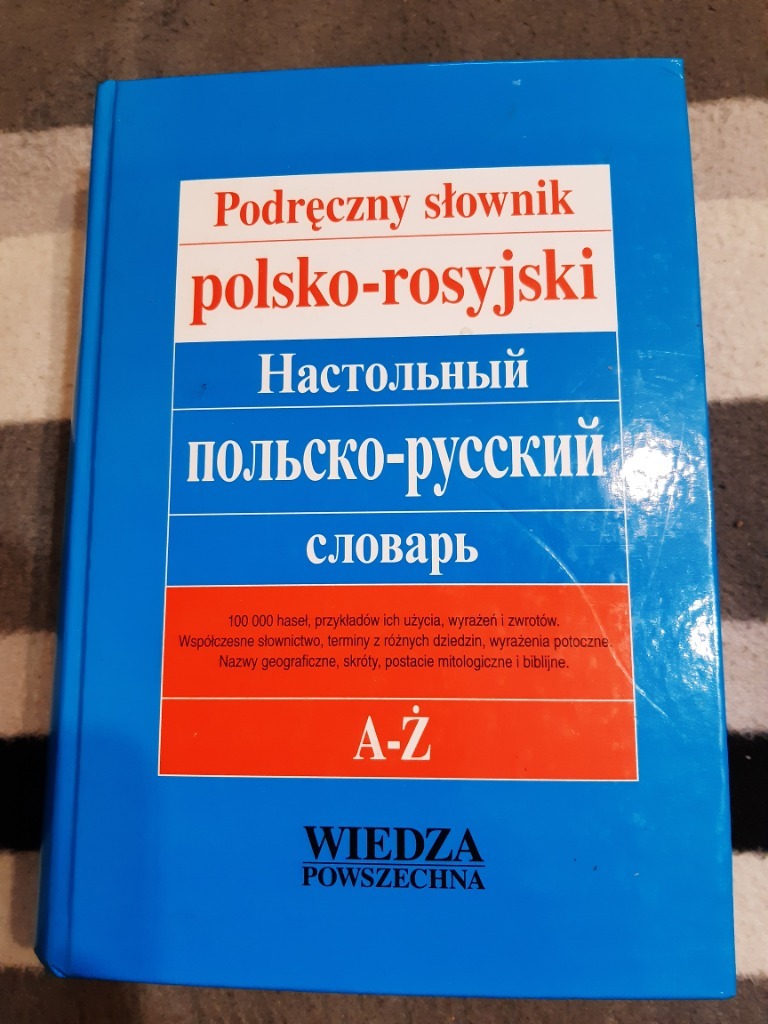 Podręczny słownik
polsko-rosyjski
Настольный
польско-русский
словарь
100 000 haseł, przykładów ich użycia, wyrażeń i zwrotów.
Współczesne słownictwo, terminy z różnych dziedzin, wyrażenia potoczne.
Nazwy geograficzne, skróty, postacie mitologiczne i biblijne.
A-Ż
WIEDZA
POWSZECHNA